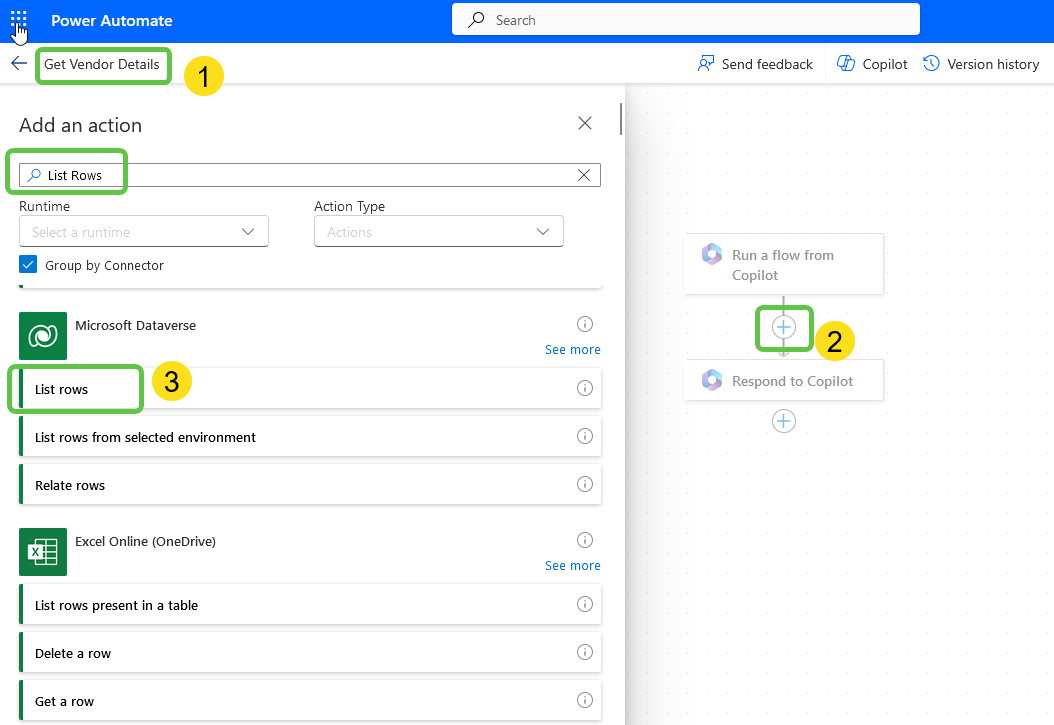 Power Automate
Search
Get Vendor Details
1
Send feedback
Copilot
Version history
Add an action
List Rows
Runtime
Action Type
Select a runtime
Actions
Group by Connector
Microsoft Dataverse
See more
List rows
3
List rows from selected environment
Relate rows
Excel Online (OneDrive)
See more
List rows present in a table
Delete a row
Get a row
Run a flow from
Copilot
2
Respond to Copilot